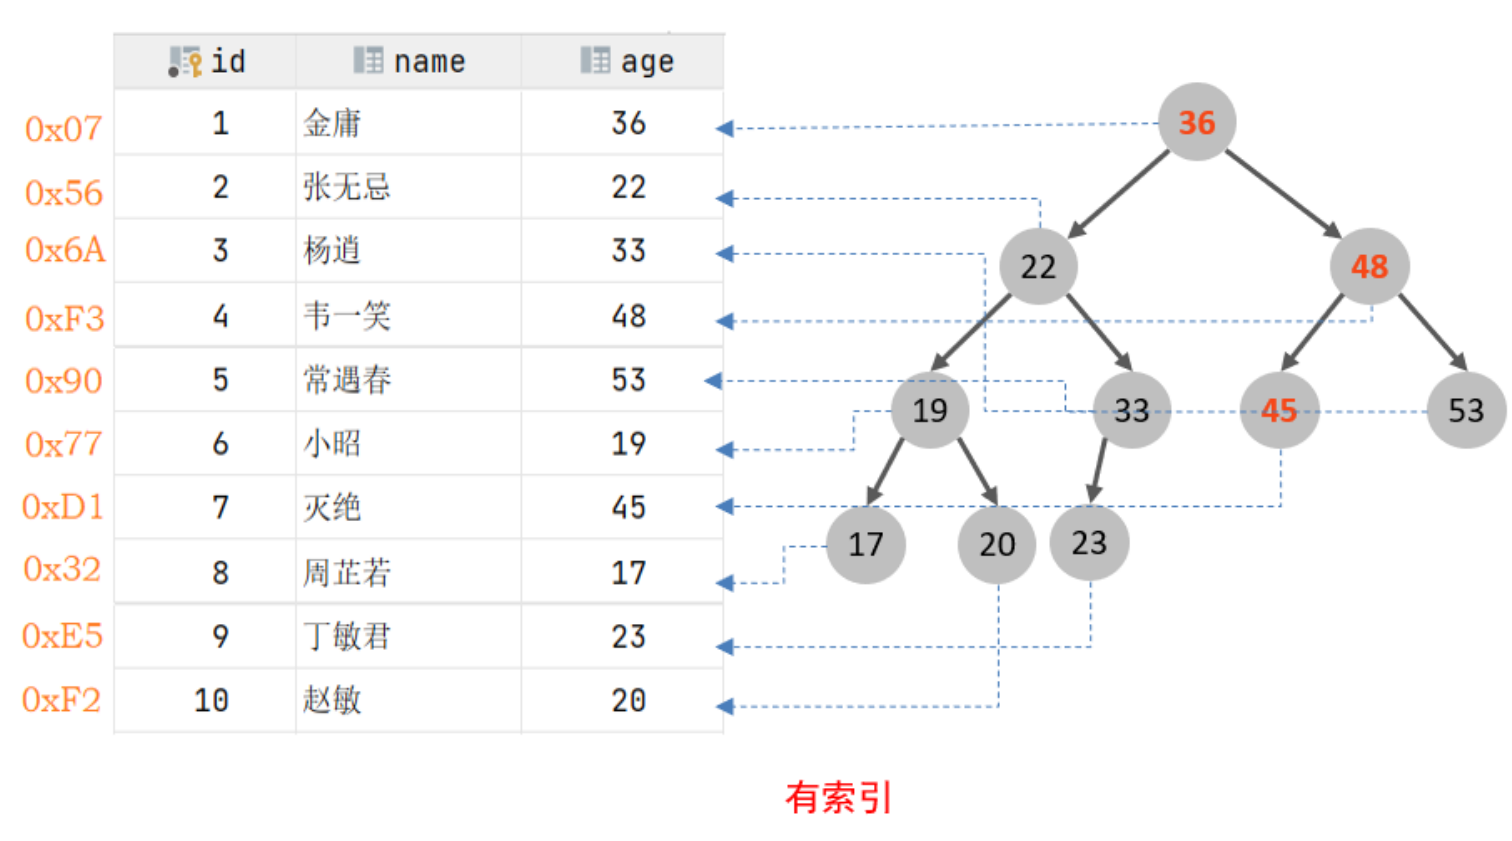 id name age
0x07 1 金庸 36
0x56 2 张无忌 22
0x6A 3 杨逍 33
0xF3 4 韦一笑 48
0x90 5 常遇春 53
0x77 6 小昭 19
0xD1 7 灭绝 45
0x32 8 周芷若 17
0xE5 9 丁敏君 23
0xF2 10 赵敏 20
36
22 48
19 33 45 53
17 20 23
有索引